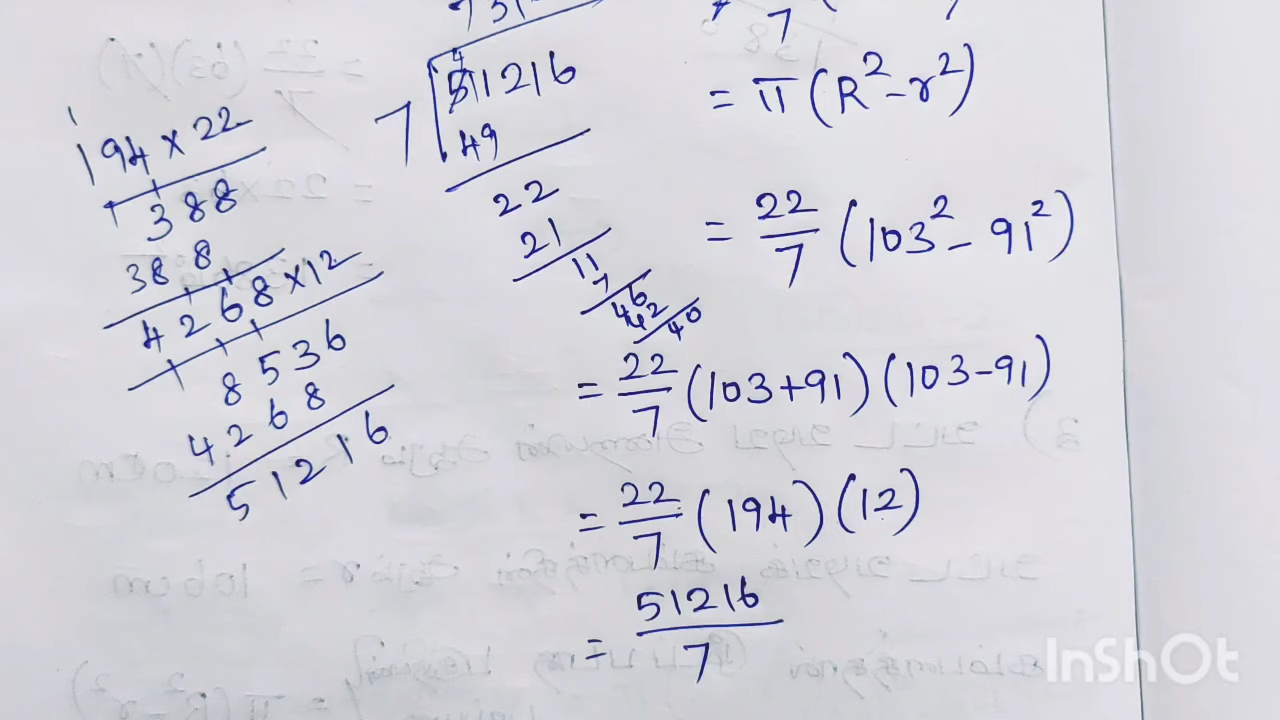 194 × 22
388
388
4268 × 12
8536
4268
51216
7 51216
49
22
21
11
7
46
42
40
7
= π (R² - r²)
= 22/7 (103² - 91²)
= 22/7 (103+91) (103-91)
= 22/7 (194) (12)
= 51216/7
InShOt